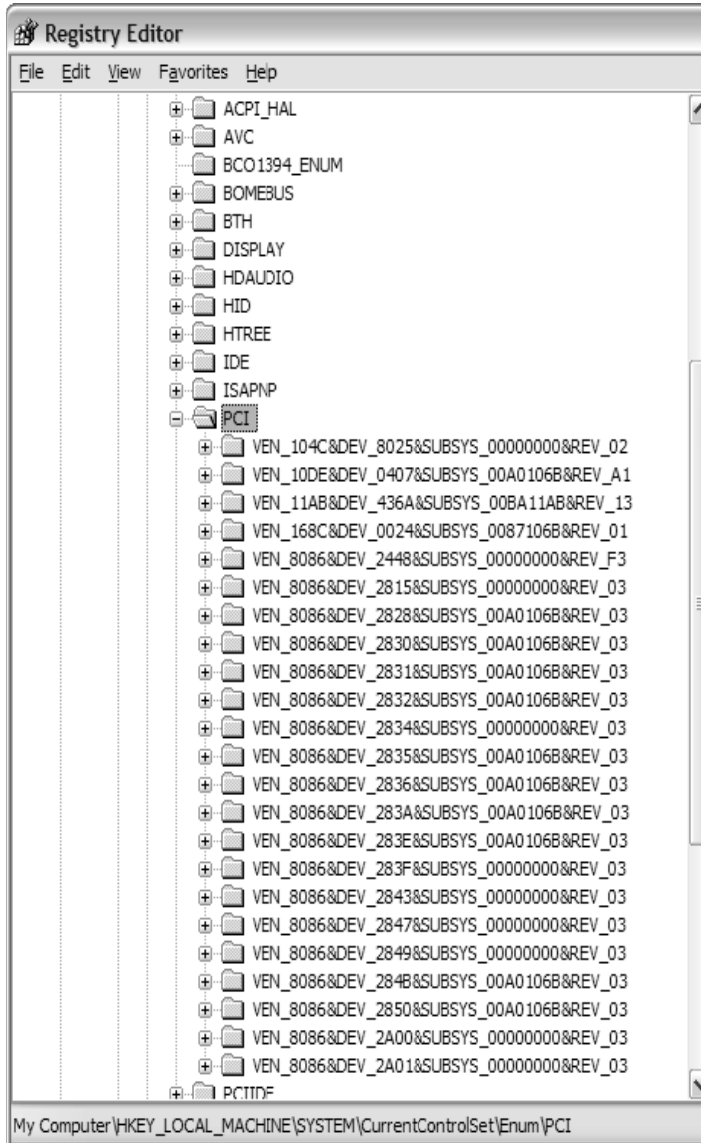 Registry Editor
File Edit View Favorites Help
ACPI_HAL
AVC
BCO1394_ENUM
BOMEBUS
BTH
DISPLAY
HDAUDIO
HID
HTREE
IDE
ISAPNP
PCI
VEN_104C&DEV_8025&SUBSYS_00000000&REV_02
VEN_10DE&DEV_0407&SUBSYS_00A0106B&REV_A1
VEN_11AB&DEV_436A&SUBSYS_00BA11AB&REV_13
VEN_168C&DEV_0024&SUBSYS_0087106B&REV_01
VEN_8086&DEV_2448&SUBSYS_00000000&REV_F3
VEN_8086&DEV_2815&SUBSYS_00000000&REV_03
VEN_8086&DEV_2828&SUBSYS_00A0106B&REV_03
VEN_8086&DEV_2830&SUBSYS_00A0106B&REV_03
VEN_8086&DEV_2831&SUBSYS_00A0106B&REV_03
VEN_8086&DEV_2832&SUBSYS_00A0106B&REV_03
VEN_8086&DEV_2834&SUBSYS_00000000&REV_03
VEN_8086&DEV_2835&SUBSYS_00A0106B&REV_03
VEN_8086&DEV_2836&SUBSYS_00A0106B&REV_03
VEN_8086&DEV_283A&SUBSYS_00A0106B&REV_03
VEN_8086&DEV_283E&SUBSYS_00A0106B&REV_03
VEN_8086&DEV_283F&SUBSYS_00000000&REV_03
VEN_8086&DEV_2843&SUBSYS_00000000&REV_03
VEN_8086&DEV_2847&SUBSYS_00000000&REV_03
VEN_8086&DEV_2849&SUBSYS_00000000&REV_03
VEN_8086&DEV_284B&SUBSYS_00A0106B&REV_03
VEN_8086&DEV_2850&SUBSYS_00A0106B&REV_03
VEN_8086&DEV_2A00&SUBSYS_00000000&REV_03
VEN_8086&DEV_2A01&SUBSYS_00000000&REV_03
PCIIDE
My Computer\HKEY_LOCAL_MACHINE\SYSTEM\CurrentControlSet\Enum\PCI